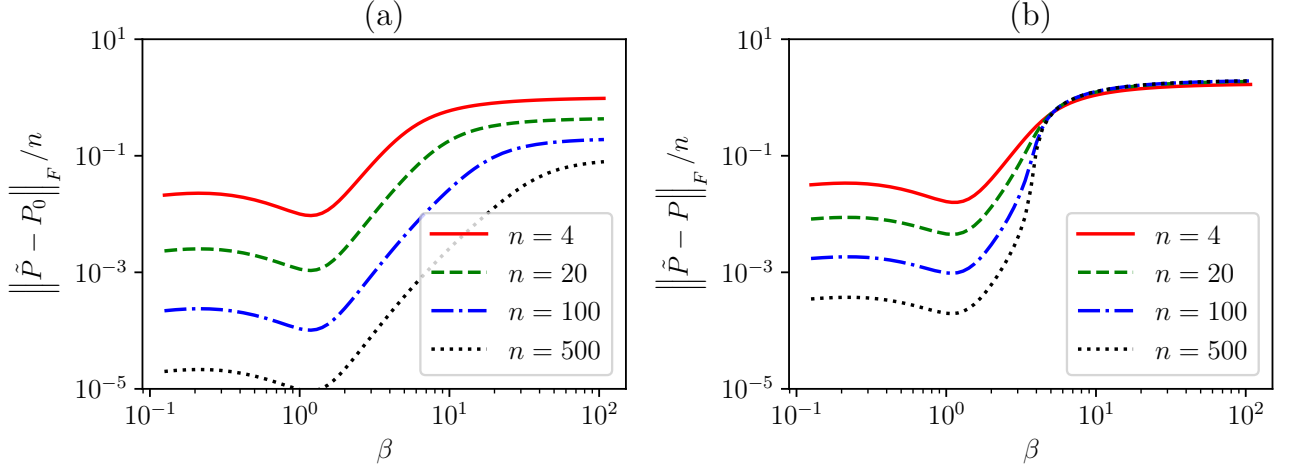 (a)
10^1
10^{-1}
10^{-3}
10^{-5}
10^{-1}
10^0
10^1
10^2
β
‖P̃ − P_0‖_F /n
n = 4
n = 20
n = 100
n = 500
(b)
10^1
10^{-1}
10^{-3}
10^{-5}
10^{-1}
10^0
10^1
10^2
β
‖P̃ − P‖_F /n
n = 4
n = 20
n = 100
n = 500